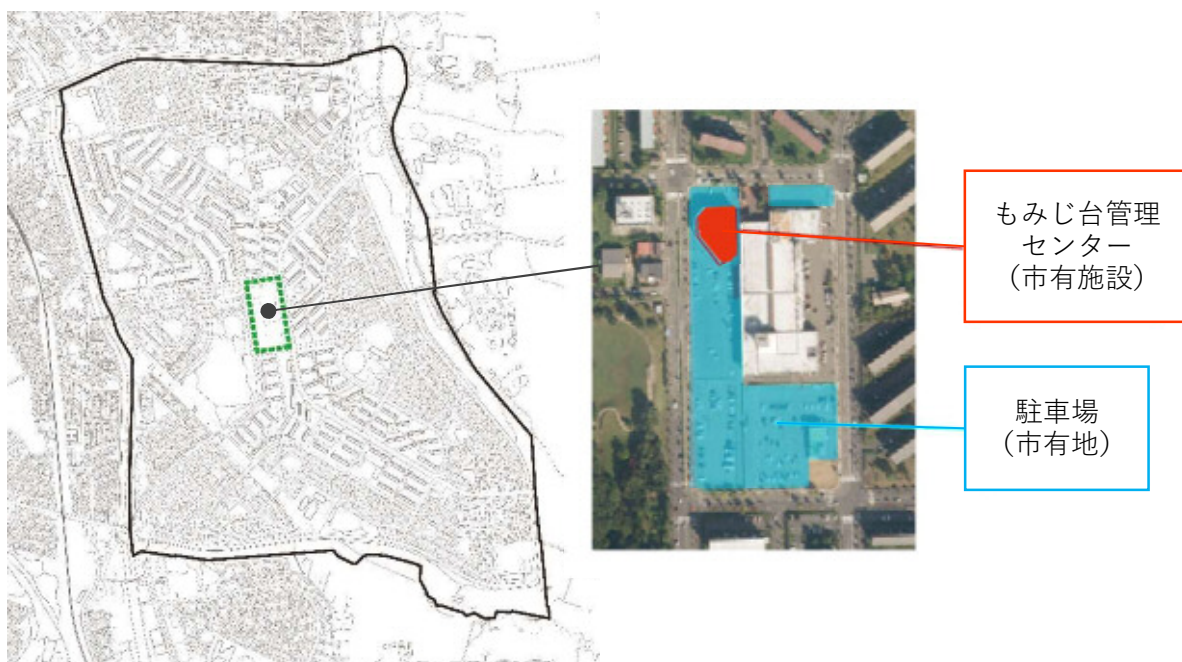 もみじ台管理
センター
（市有施設）
駐車場
（市有地）